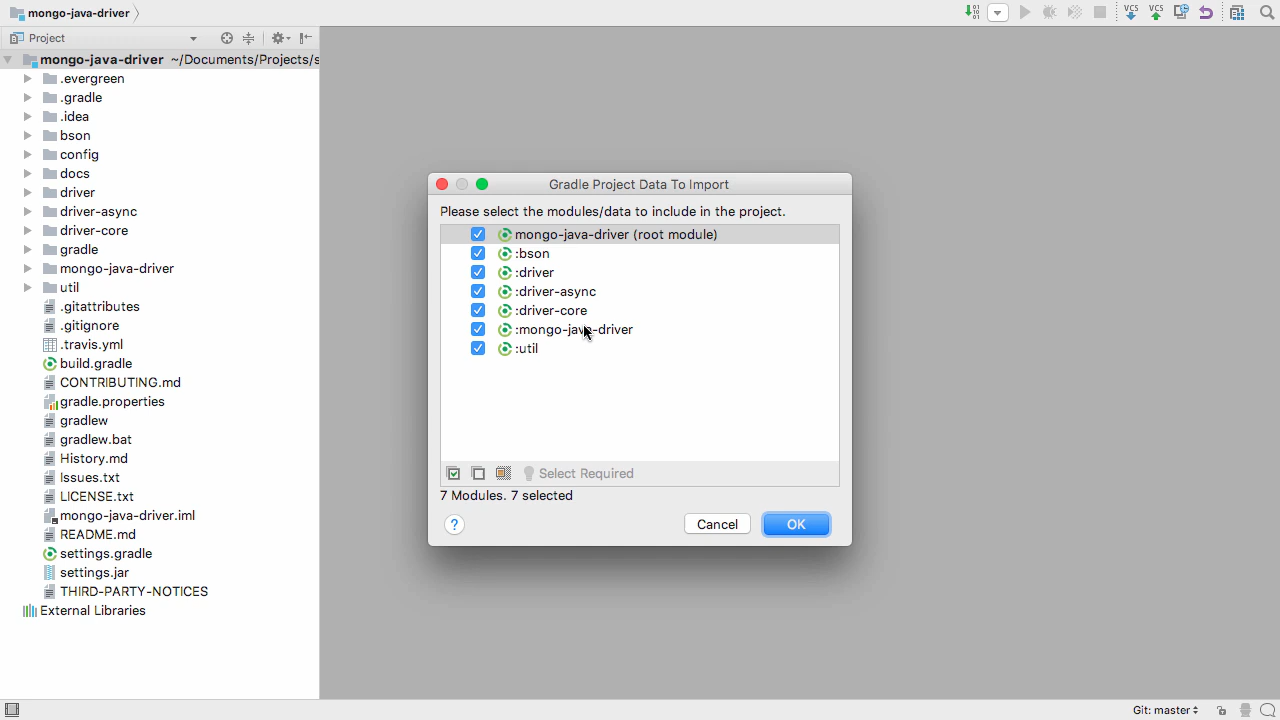 mongo-java-driver
VCS VCS
Project
mongo-java-driver ~/Documents/Projects/s
.evergreen
.gradle
.idea
bson
config
docs
driver
driver-async
driver-core
gradle
mongo-java-driver
util
.gitattributes
.gitignore
.travis.yml
build.gradle
CONTRIBUTING.md
gradle.properties
gradlew
gradlew.bat
History.md
Issues.txt
LICENSE.txt
mongo-java-driver.iml
README.md
settings.gradle
settings.jar
THIRD-PARTY-NOTICES
External Libraries
Gradle Project Data To Import
Please select the modules/data to include in the project.
mongo-java-driver (root module)
:bson
:driver
:driver-async
:driver-core
:mongo-java-driver
:util
Select Required
7 Modules. 7 selected
?
Cancel
OK
Git: master